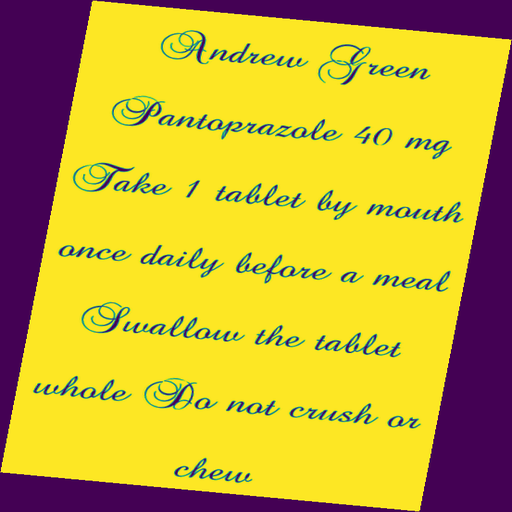 Andrew Green
Pantoprazole 40 mg
Take 1 tablet by mouth
once daily before a meal
Swallow the tablet
whole Do not crush or
chew